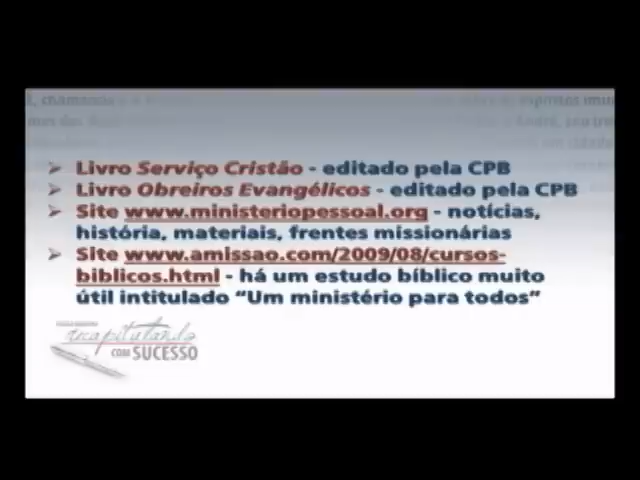 ➢ Livro Serviço Cristão - editado pela CPB
➢ Livro Obreiros Evangélicos - editado pela CPB
➢ Site www.ministeriopessoal.org - notícias,
história, materiais, frentes missionárias
➢ Site www.amissao.com/2009/08/cursos-
biblicos.html - há um estudo bíblico muito
útil intitulado “Um ministério para todos”
recapitulando
COM SUCESSO